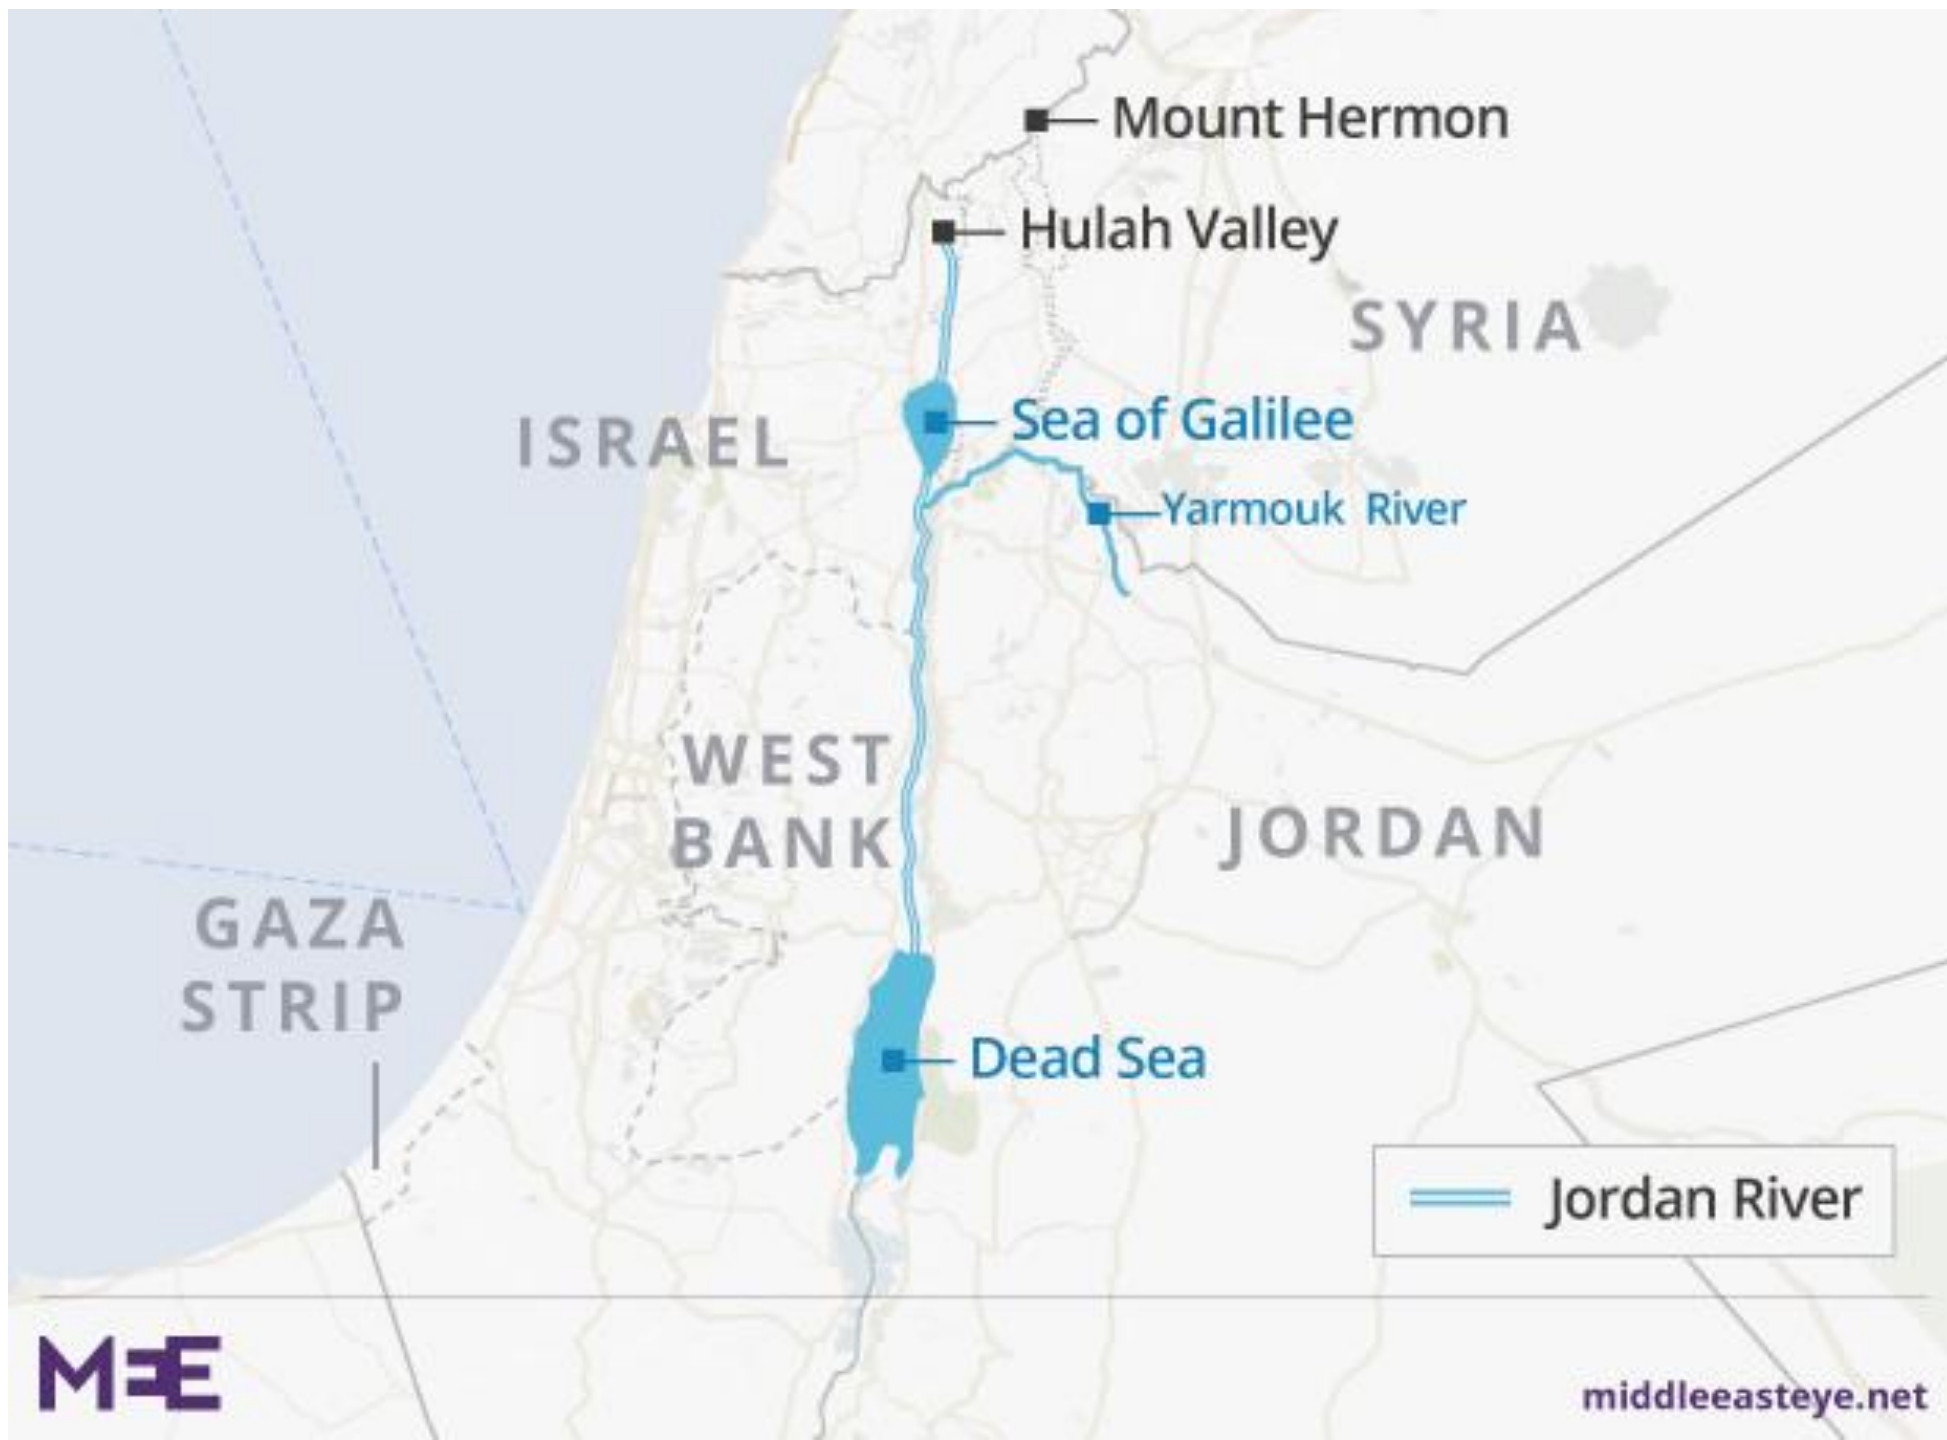 Mount Hermon
Hulah Valley
SYRIA
Sea of Galilee
ISRAEL
Yarmouk River
WEST
BANK
JORDAN
GAZA
STRIP
Dead Sea
Jordan River
MEE
middleeasteye.net